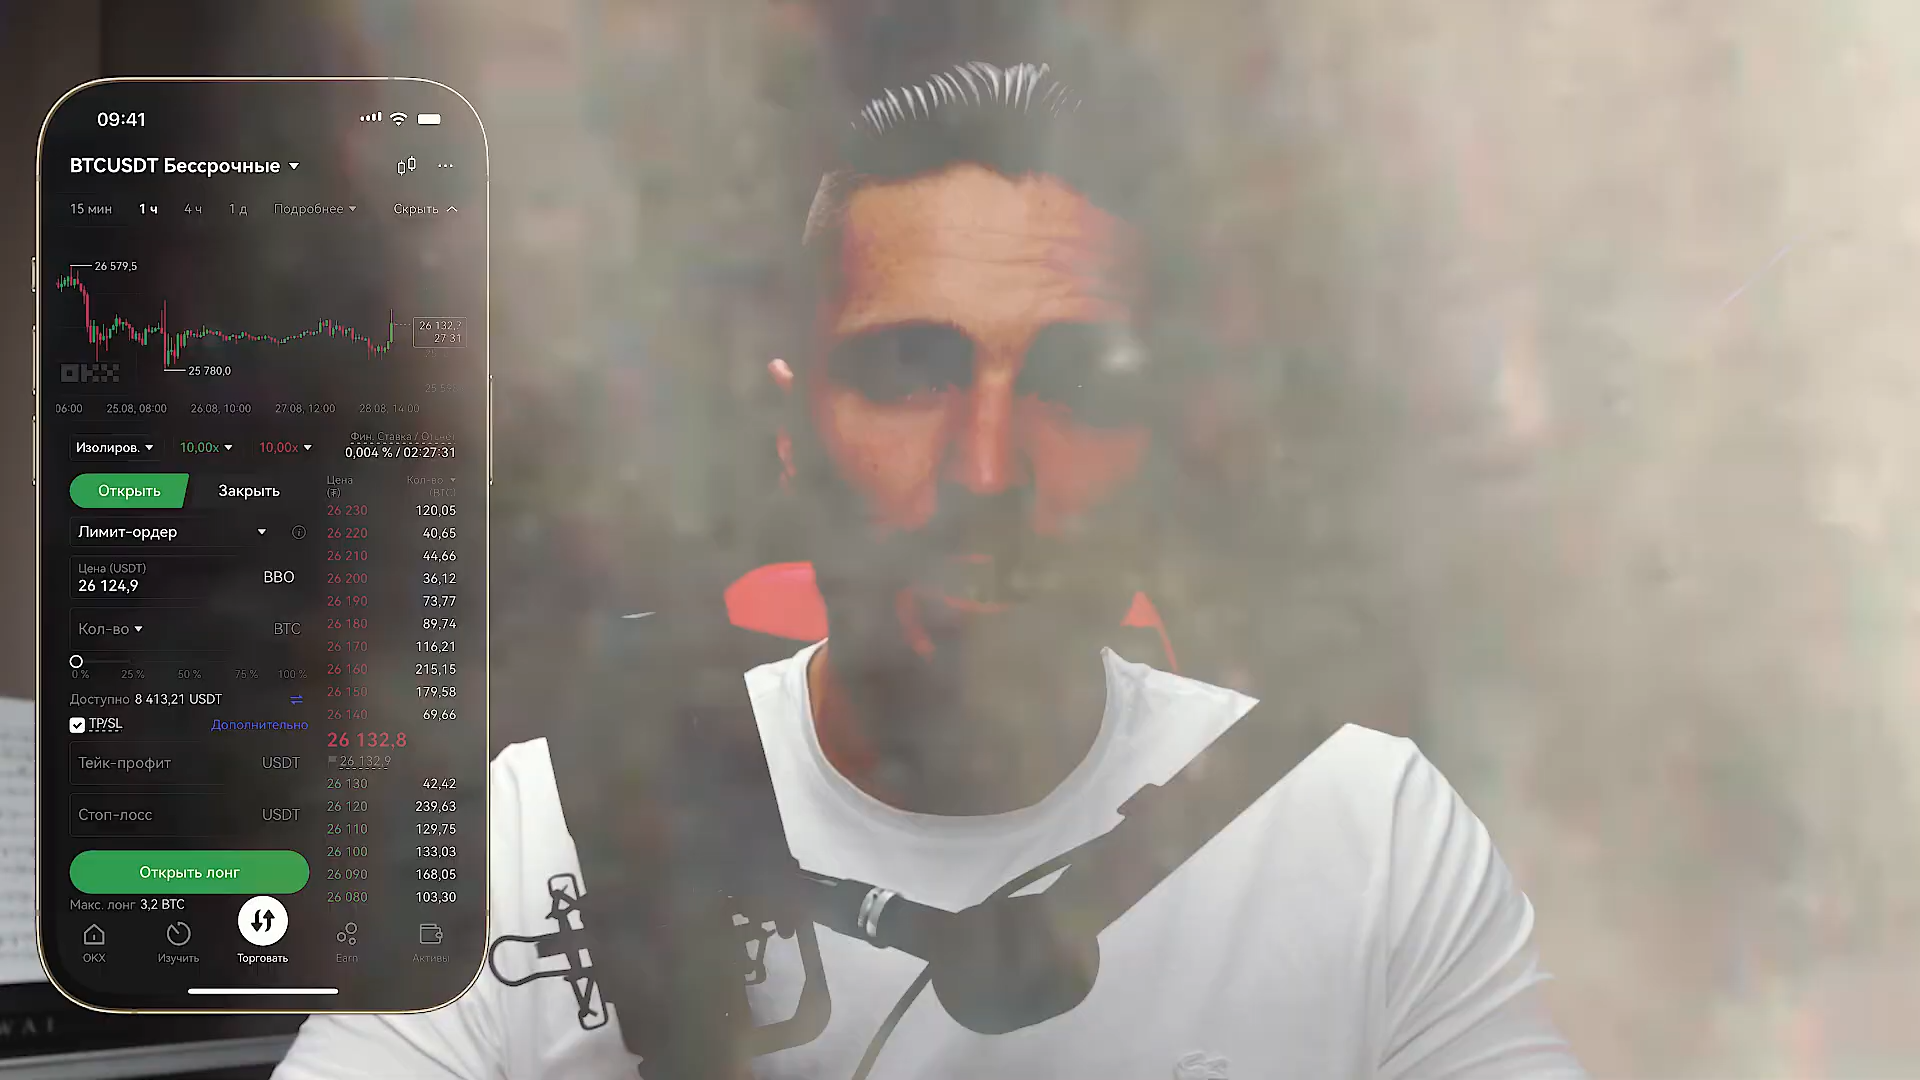 09:41
BTCUSDT Бессрочные
15 мин 1 ч 4 ч 1 д Подробнее Скрыть
26 579,5
26 132,
27 31
25 780,0
OKX
06:00 25.08, 08:00 26.08, 10:00 27.08, 12:00 28.08, 14:00
Изолиров. 10,00x 10,00x
Фин. Ставка /
0,004 % / 02:27:31
Открыть Закрыть
Лимит-ордер
Цена (USDT)
26 124,9 BBO
Кол-во BTC
0 % 25 % 50 % 75 % 100 %
Доступно 8 413,21 USDT
TP/SL Дополнительно
Тейк-профит USDT
Стоп-лосс USDT
Открыть лонг
Макс. лонг 3,2 BTC
Цена Кол-во
(₮) (BTC)
26 230 120,05
26 220 40,65
26 210 44,66
26 200 36,12
26 190 73,77
26 180 89,74
26 170 116,21
26 160 215,15
26 150 179,58
26 140 69,66
26 132,8
26 132,9
26 130 42,42
26 120 239,63
26 110 129,75
26 100 133,03
26 090 168,05
26 080 103,30
OKX Изучить Торговать Earn Активы